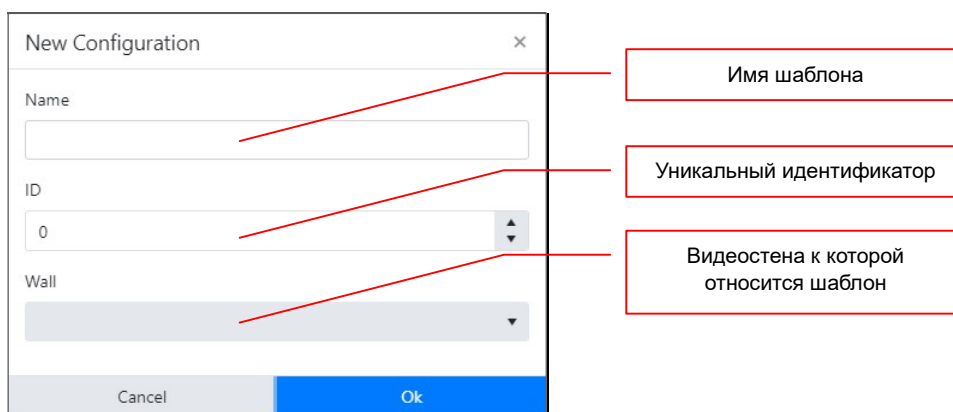 New Configuration ×
Name
ID
0
Wall
Cancel
Ok
Имя шаблона
Уникальный идентификатор
Видеостена к которой
относится шаблон